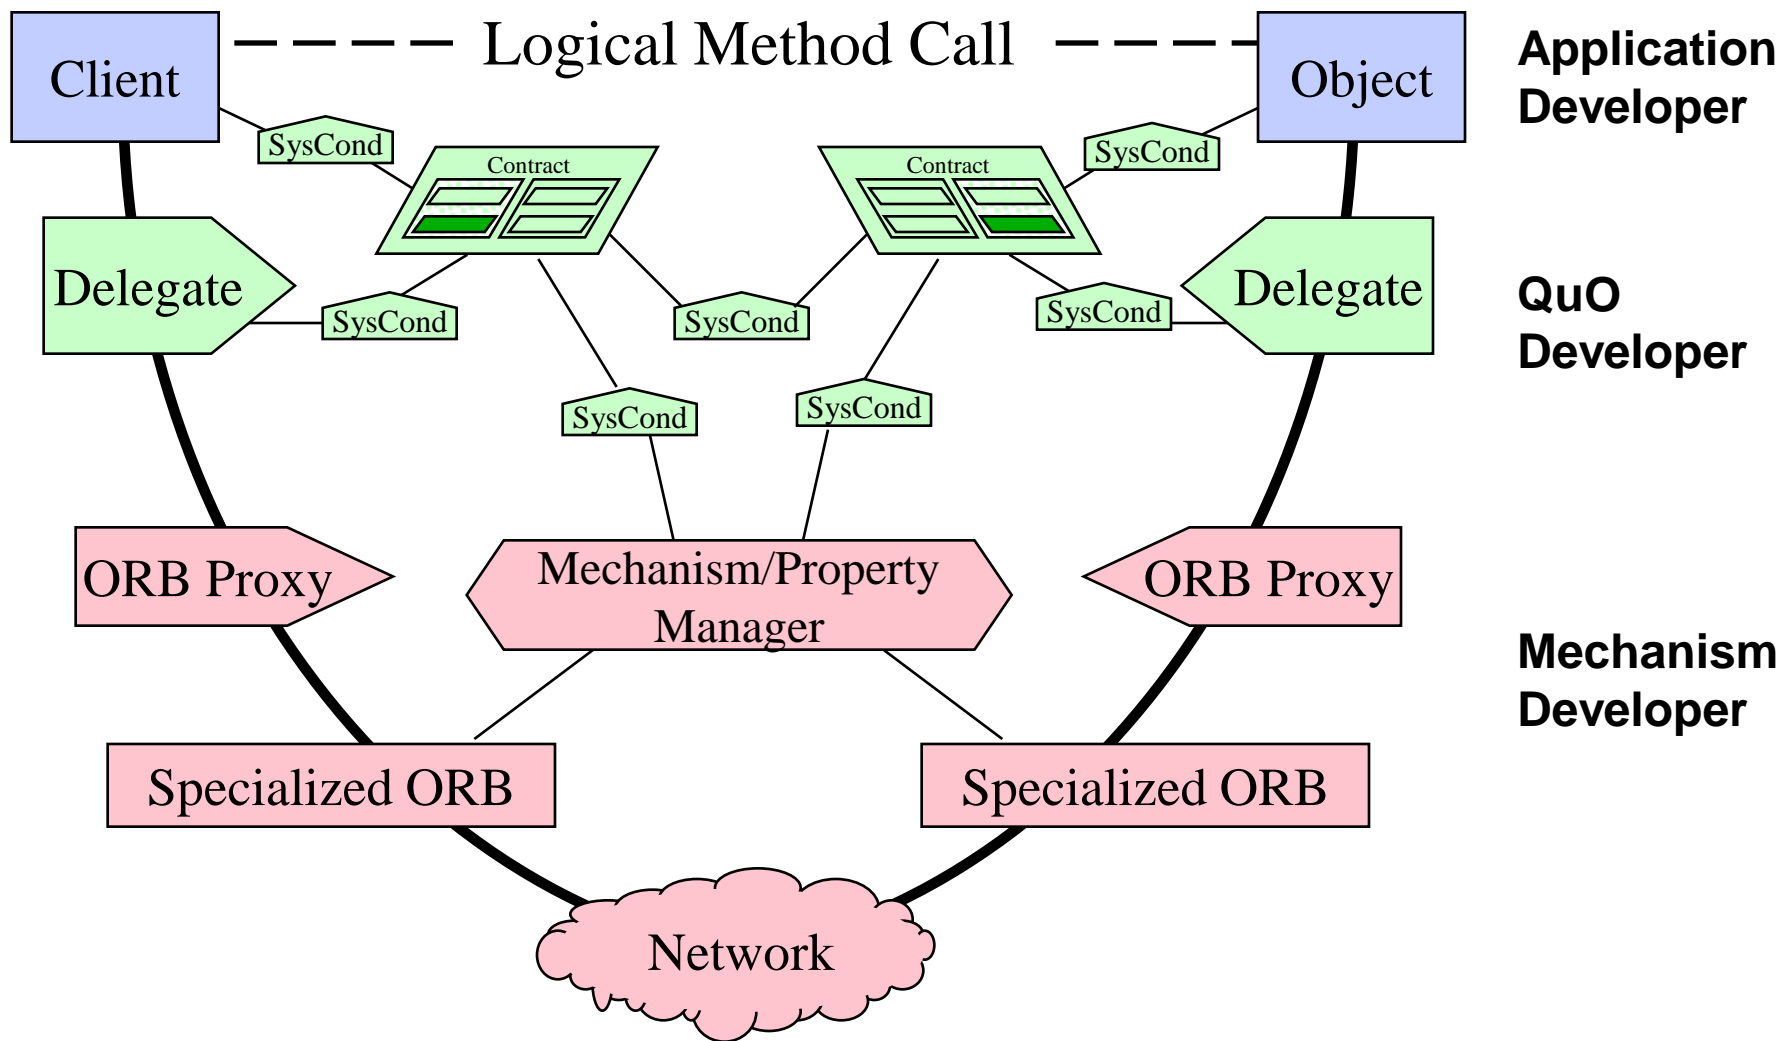 Logical Method Call
Client
Object
Application
Developer
SysCond
SysCond
Contract
Contract
Delegate
Delegate
SysCond
SysCond
SysCond
QuO
Developer
SysCond
SysCond
ORB Proxy
Mechanism/Property
Manager
ORB Proxy
Mechanism
Developer
Specialized ORB
Specialized ORB
Network